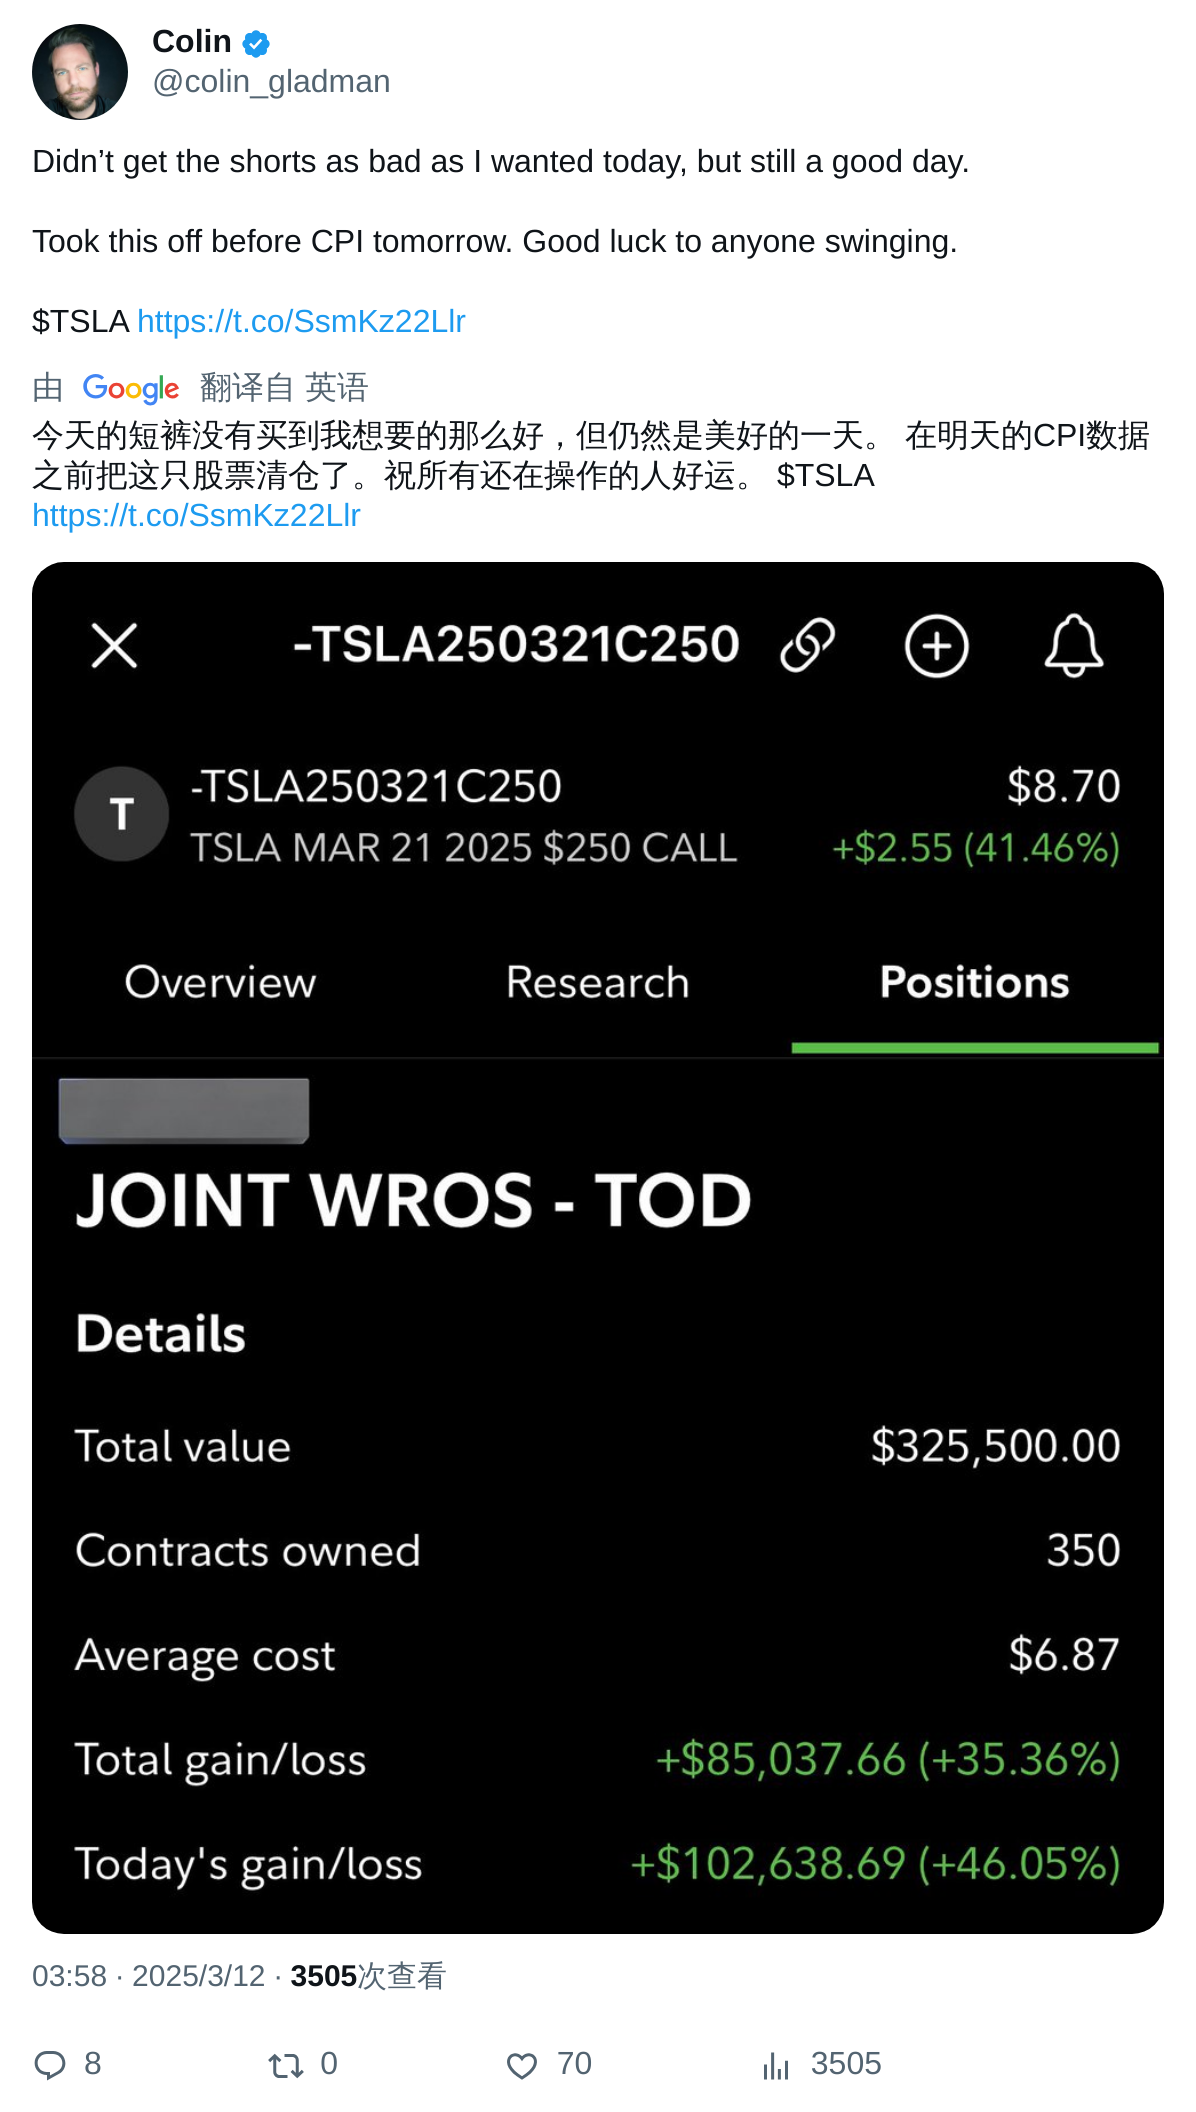 Colin
@colin_gladman
Didn’t get the shorts as bad as I wanted today, but still a good day.
Took this off before CPI tomorrow. Good luck to anyone swinging.
$TSLA https://t.co/SsmKz22Llr
由 Google 翻译自 英语
今天的短裤没有买到我想要的那么好，但仍然是美好的一天。 在明天的CPI数据
之前把这只股票清仓了。祝所有还在操作的人好运。 $TSLA
https://t.co/SsmKz22Llr
-TSLA250321C250
T
-TSLA250321C250
$8.70
TSLA MAR 21 2025 $250 CALL
+$2.55 (41.46%)
Overview Research Positions
JOINT WROS - TOD
Details
Total value $325,500.00
Contracts owned 350
Average cost $6.87
Total gain/loss +$85,037.66 (+35.36%)
Today's gain/loss +$102,638.69 (+46.05%)
03:58 · 2025/3/12 · 3505次查看
8 0 70 3505